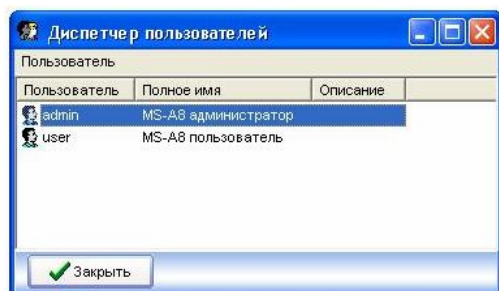 Диспетчер пользователей
Пользователь
Пользователь Полное имя Описание
admin MS-A8 администратор
user MS-A8 пользователь
Закрыть